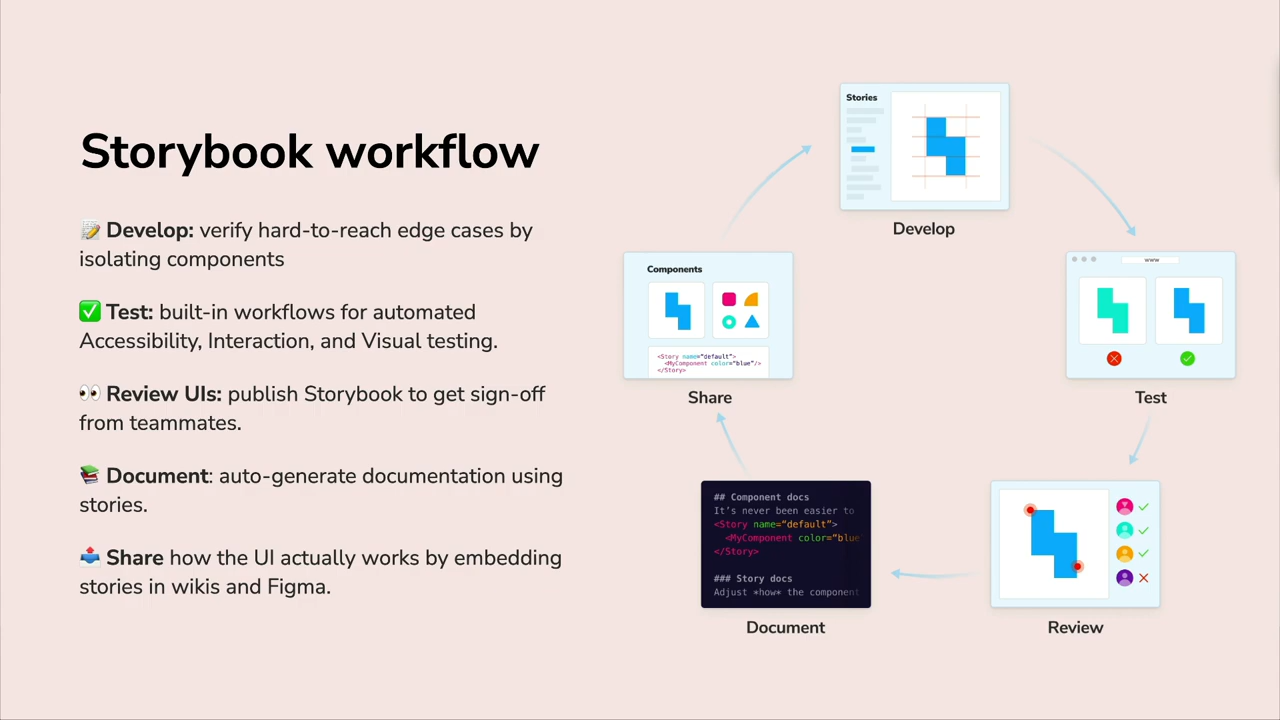 Storybook workflow
📝 Develop: verify hard-to-reach edge cases by
isolating components
✅ Test: built-in workflows for automated
Accessibility, Interaction, and Visual testing.
👀 Review UIs: publish Storybook to get sign-off
from teammates.
📚 Document: auto-generate documentation using
stories.
📤 Share how the UI actually works by embedding
stories in wikis and Figma.
Stories
Develop
www
Test
Review
## Component docs
It's never been easier to
<Story name="default">
<MyComponent color="blue"
</Story>
### Story docs
Adjust *how* the component
Document
Components
<Story name="default">
<MyComponent color="blue"/>
</Story>
Share